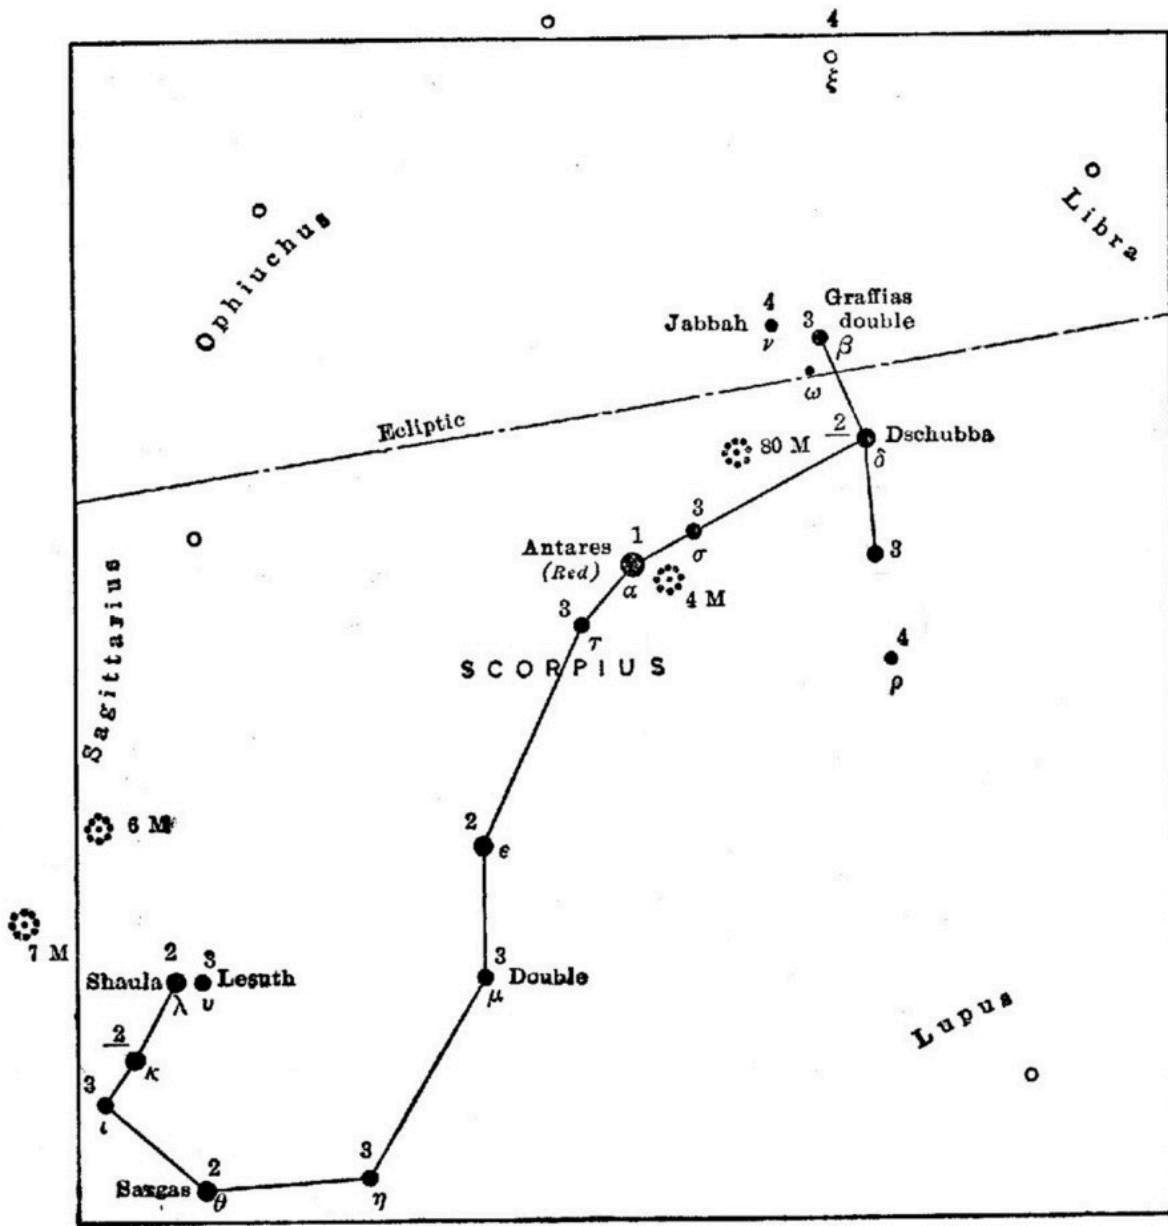 4
ξ
Libra
Ophiuchus
4
Graffias
Jabbah
ν
3
double
β
ω
Ecliptic
80 M
2
Dschubba
δ
3
1
Antares
(Red)
α
σ
3
4 M
3
τ
SCORPIUS
4
ρ
Sagittarius
6 M
2
ϵ
7 M
2
3
Shaula
Lesuth
λ
υ
3
Double
μ
Lupus
2
κ
3
ι
2
Sargas
θ
3
η